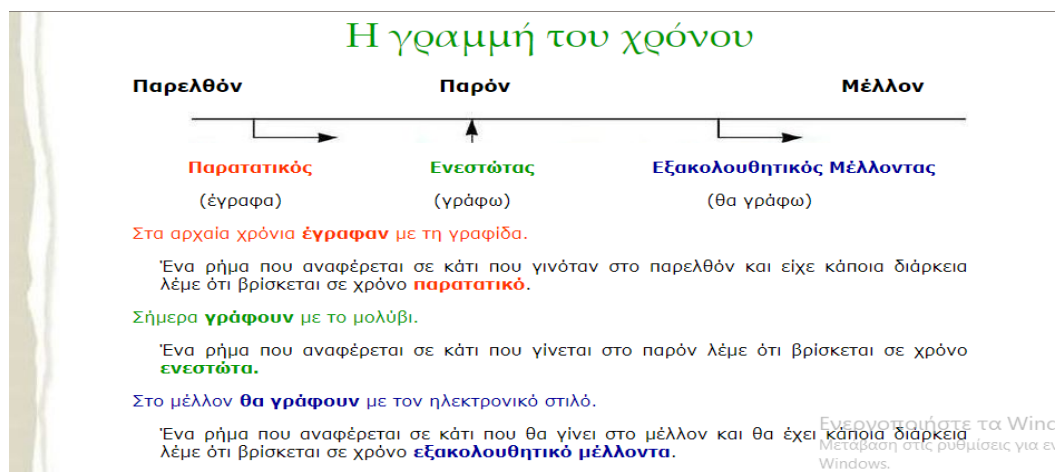 Η γραμμή του χρόνου
Παρελθόν Παρόν Μέλλον
Παρατατικός Ενεστώτας Εξακολουθητικός Μέλλοντας
(έγραφα) (γράφω) (θα γράφω)
Στα αρχαία χρόνια έγραφαν με τη γραφίδα.
Ένα ρήμα που αναφέρεται σε κάτι που γινόταν στο παρελθόν και είχε κάποια διάρκεια
λέμε ότι βρίσκεται σε χρόνο παρατατικό.
Σήμερα γράφουν με το μολύβι.
Ένα ρήμα που αναφέρεται σε κάτι που γίνεται στο παρόν λέμε ότι βρίσκεται σε χρόνο
ενεστώτα.
Στο μέλλον θα γράφουν με τον ηλεκτρονικό στιλό.
Ένα ρήμα που αναφέρεται σε κάτι που θα γίνει στο μέλλον και θα έχει κάποια διάρκεια
λέμε ότι βρίσκεται σε χρόνο εξακολουθητικό μέλλοντα.
Ενεργοποιήστε τα Winc
Μετάβαση στις ρυθμίσεις για εν
Windows.